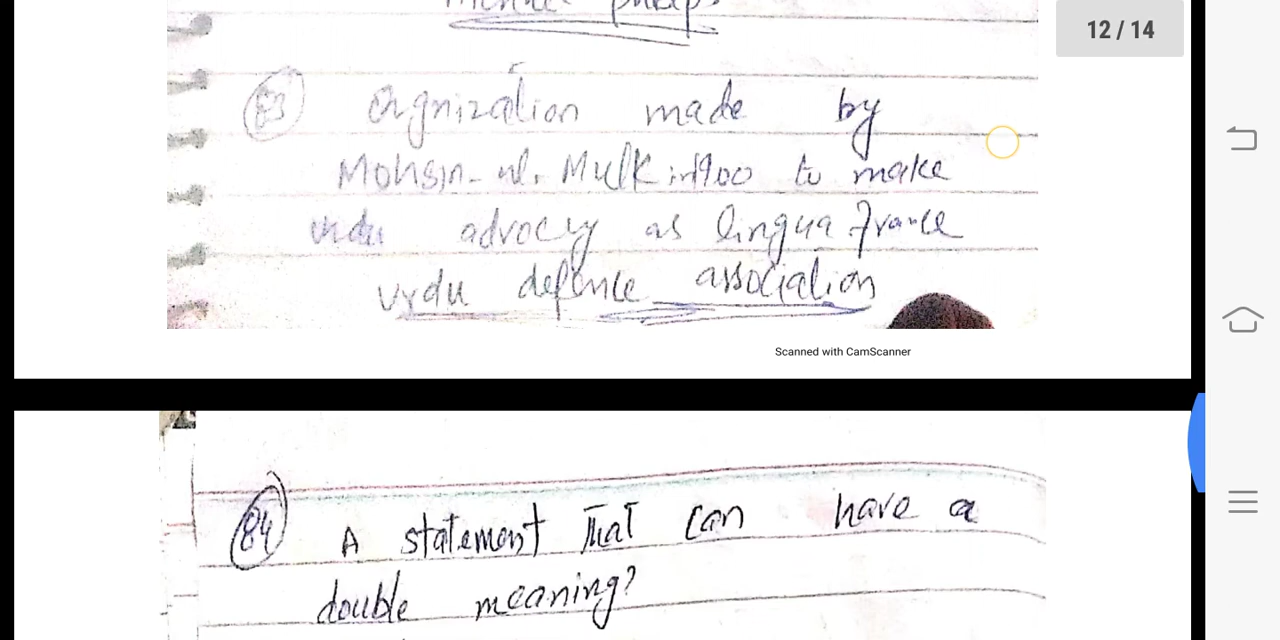 12 / 14
83 Orgnization made by
Mohsin-ul-Mulk in 1900 to make
urdu advocy as lingua france
urdu defence association
Scanned with CamScanner
84 A statement that can have a
double meaning?